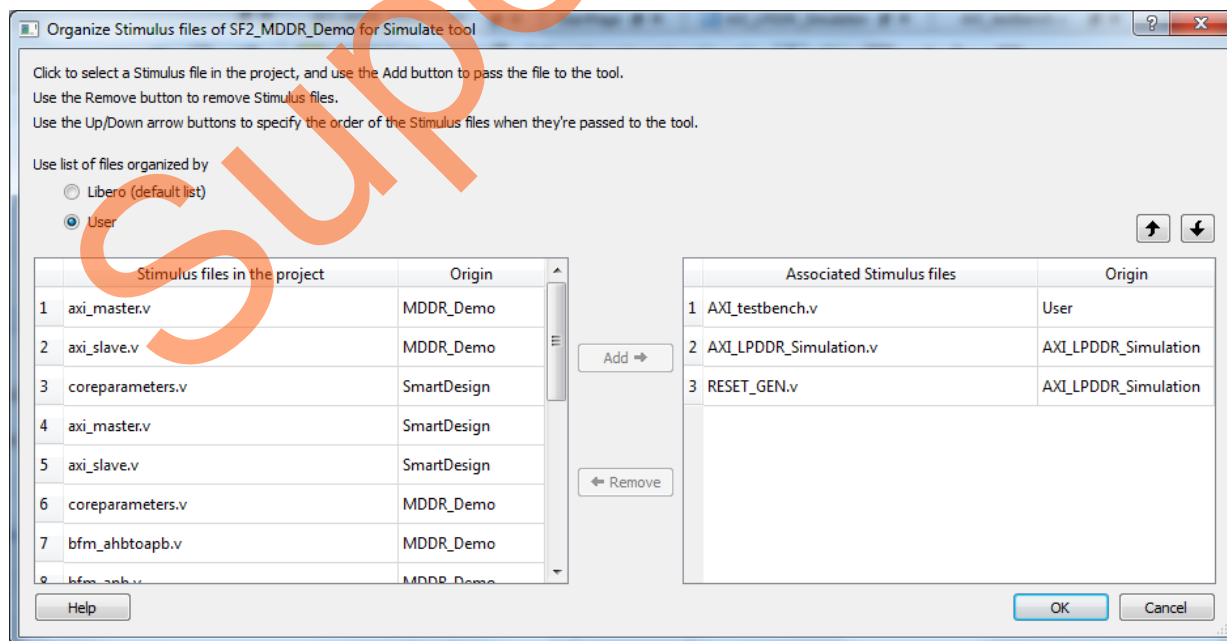 Organize Stimulus files of SF2_MDDR_Demo for Simulate tool
Click to select a Stimulus file in the project, and use the Add button to pass the file to the tool.
Use the Remove button to remove Stimulus files.
Use the Up/Down arrow buttons to specify the order of the Stimulus files when they're passed to the tool.
Use list of files organized by
Libero (default list)
User
Stimulus files in the project Origin
1 axi_master.v MDDR_Demo
2 axi_slave.v MDDR_Demo
3 coreparameters.v SmartDesign
4 axi_master.v SmartDesign
5 axi_slave.v SmartDesign
6 coreparameters.v MDDR_Demo
7 bfm_ahbtoapb.v MDDR_Demo
8 bfm_apb.v MDDR_Demo
Add
Remove
Associated Stimulus files Origin
1 AXI_testbench.v User
2 AXI_LPDDR_Simulation.v AXI_LPDDR_Simulation
3 RESET_GEN.v AXI_LPDDR_Simulation
Help OK Cancel
Sup